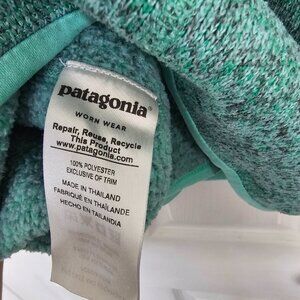 patagonia®
WORN WEAR
Repair, Reuse, Recycle
This Product
www.patagonia.com
100% POLYESTER
EXCLUSIVE OF TRIM
MADE IN THAILAND
FABRIQUÉ EN THAÏLANDE
HECHO EN TAILANDIA